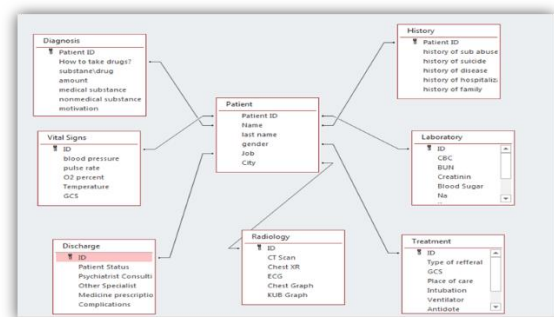 Diagnosis
Patient ID
How to take drugs?
substane\drug
amount
medical substance
nonmedical substance
motivation
History
Patient ID
history of sub abuse
history of suicide
history of disease
history of hospitaliz
history of family
Patient
Patient ID
Name
last name
gender
Job
City
Vital Signs
ID
blood pressure
pulse rate
O2 percent
Temperature
GCS
Laboratory
ID
CBC
BUN
Creatinin
Blood Sugar
Na
Discharge
ID
Patient Status
Psychiatrist Consulti
Other Specialist
Medicine prescriptio
Complications
Radiology
ID
CT Scan
Chest XR
ECG
Chest Graph
KUB Graph
Treatment
ID
Type of refferal
GCS
Place of care
Intubation
Ventilator
Antidote